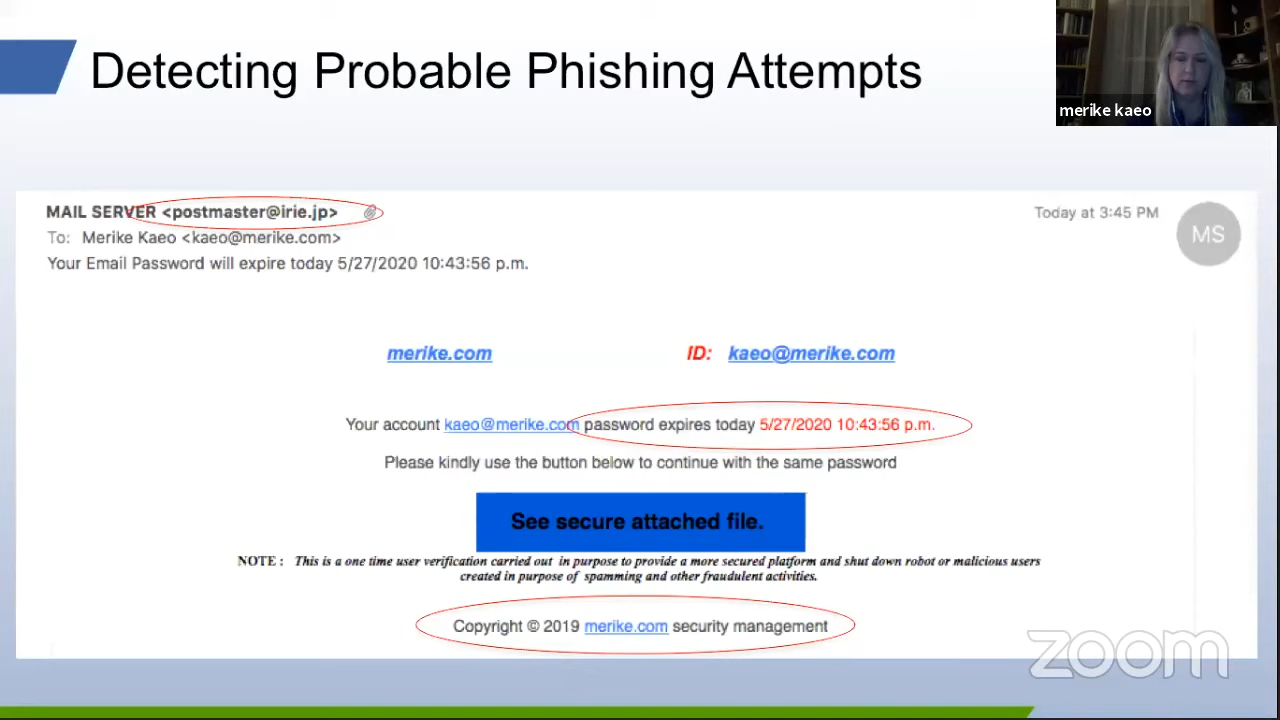 Detecting Probable Phishing Attempts
merike kaeo
MAIL SERVER <postmaster@irie.jp>
Today at 3:45 PM
MS
To: Merike Kaeo <kaeo@merike.com>
Your Email Password will expire today 5/27/2020 10:43:56 p.m.
merike.com ID: kaeo@merike.com
Your account kaeo@merike.com password expires today 5/27/2020 10:43:56 p.m.
Please kindly use the button below to continue with the same password
See secure attached file.
NOTE : This is a one time user verification carried out in purpose to provide a more secured platform and shut down robot or malicious users
created in purpose of spamming and other fraudulent activities.
Copyright © 2019 merike.com security management
zoom